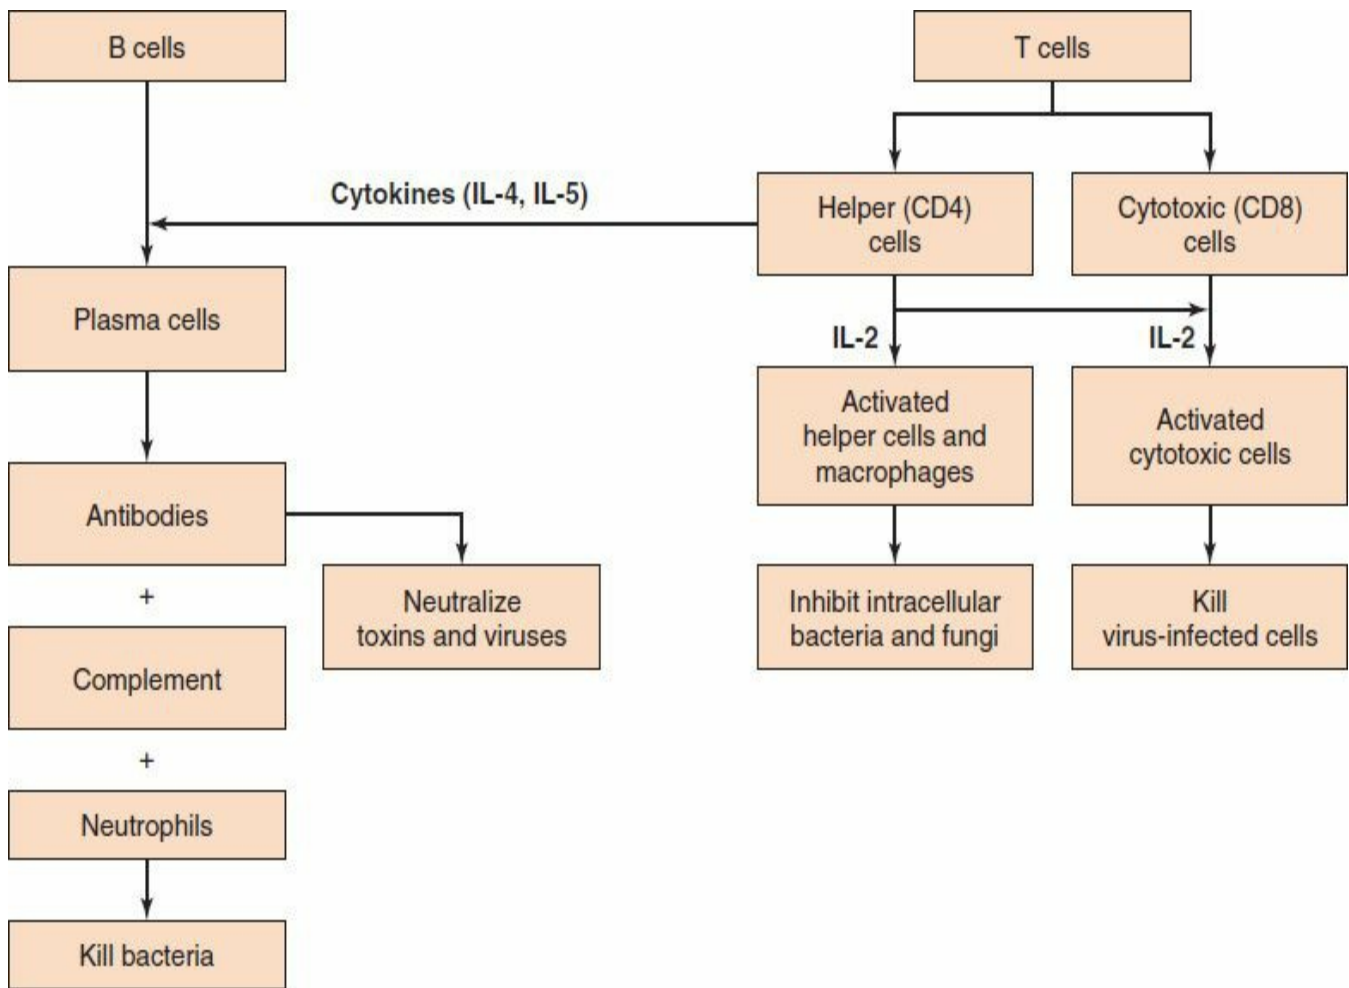 B cells
T cells
Cytokines (IL-4, IL-5)
Helper (CD4)
cells
Cytotoxic (CD8)
cells
Plasma cells
IL-2
IL-2
Activated
helper cells and
macrophages
Activated
cytotoxic cells
Antibodies
+
Neutralize
toxins and viruses
Inhibit intracellular
bacteria and fungi
Kill
virus-infected cells
Complement
+
Neutrophils
Kill bacteria